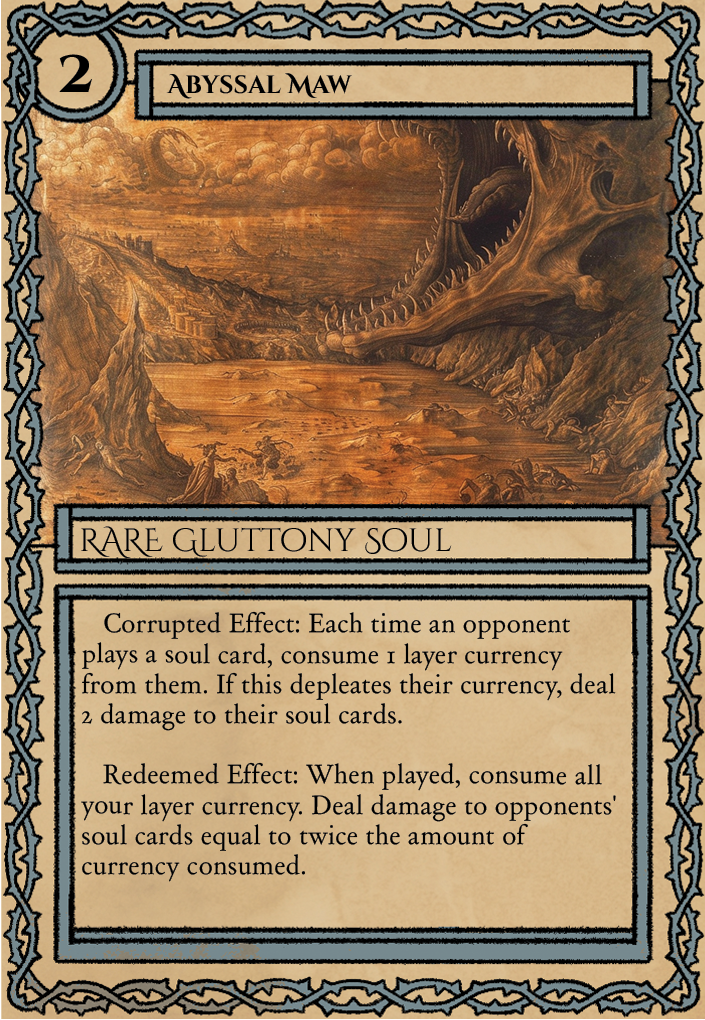 2
Abyssal Maw
Rare Gluttony Soul
Corrupted Effect: Each time an opponent
plays a soul card, consume 1 layer currency
from them. If this depleates their currency, deal
2 damage to their soul cards.
Redeemed Effect: When played, consume all
your layer currency. Deal damage to opponents'
soul cards equal to twice the amount of
currency consumed.